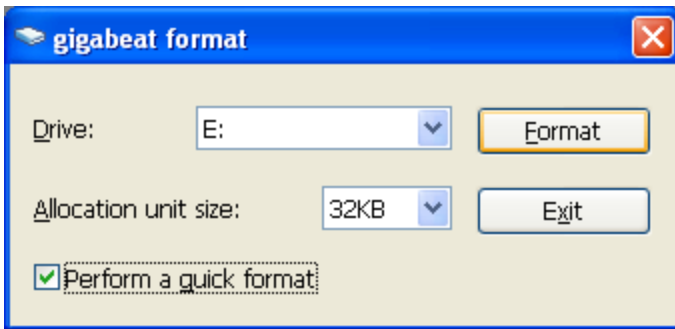 gigabeat format
Drive: E: Format
Allocation unit size: 32KB Exit
Perform a quick format